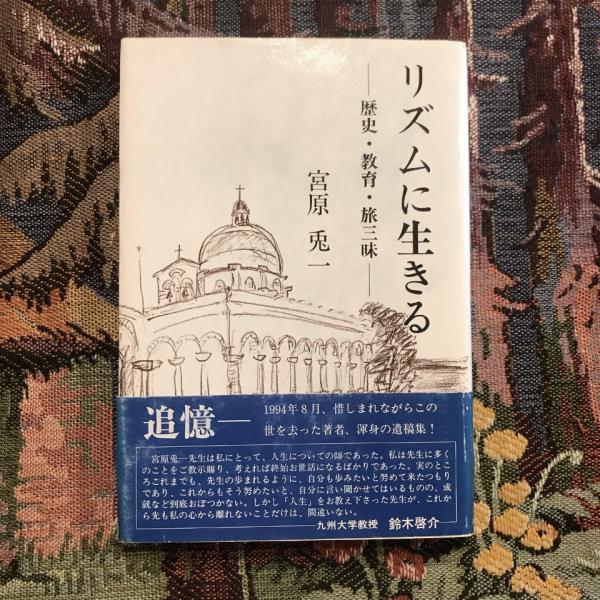 リズムに生きる
―歴史・教育・旅三昧―
宮原 兎一
追憶―
1994年8月、惜しまれながらこの
世を去った著者、渾身の遺稿集！
宮原兎一先生は私にとって、人生についての師であった。私は先生に多く
のことをご教示賜り、考えれば終始お世話になるばかりであった。実のとこ
ろこれまでも、先生の歩まれるように、自分も歩みたいと努めて来たつもり
であり、これからもそう努めたいと、自分に言い聞かせてはいるものの、成
就など到底おぼつかない。しかし「人生」をお教え下さった先生が、これか
ら先も私の心から離れないことだけは、間違いない。
―九州大学教授 鈴木啓介